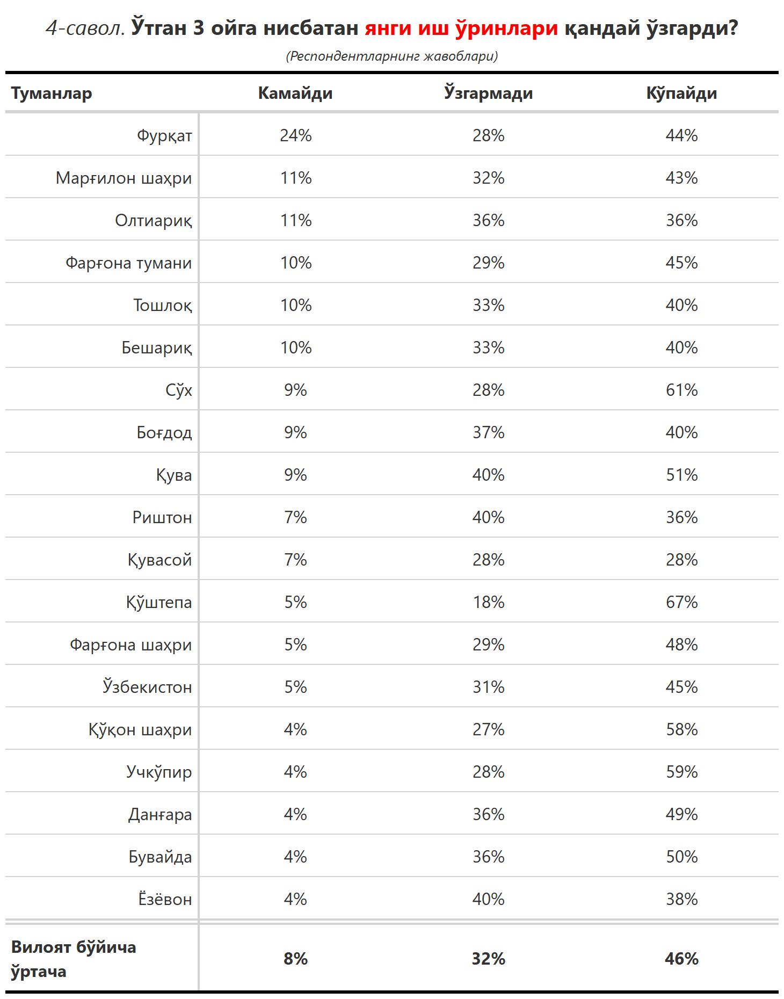 4-савол. Ўтган 3 ойга нисбатан янги иш ўринлари қандай ўзгарди?
(Респондентларнинг жавоблари)
Туманлар Камайди Ўзгармади Кўпайди
Фурқат 24% 28% 44%
Марғилон шаҳри 11% 32% 43%
Олтиариқ 11% 36% 36%
Фарғона тумани 10% 29% 45%
Тошлоқ 10% 33% 40%
Бешариқ 10% 33% 40%
Сўх 9% 28% 61%
Боғдод 9% 37% 40%
Қува 9% 40% 51%
Риштон 7% 40% 36%
Қувасой 7% 28% 28%
Қўштепа 5% 18% 67%
Фарғона шаҳри 5% 29% 48%
Ўзбекистон 5% 31% 45%
Қўқон шаҳри 4% 27% 58%
Учкўпир 4% 28% 59%
Данғара 4% 36% 49%
Бувайда 4% 36% 50%
Ёзёвон 4% 40% 38%
Вилоят бўйича
ўртача 8% 32% 46%